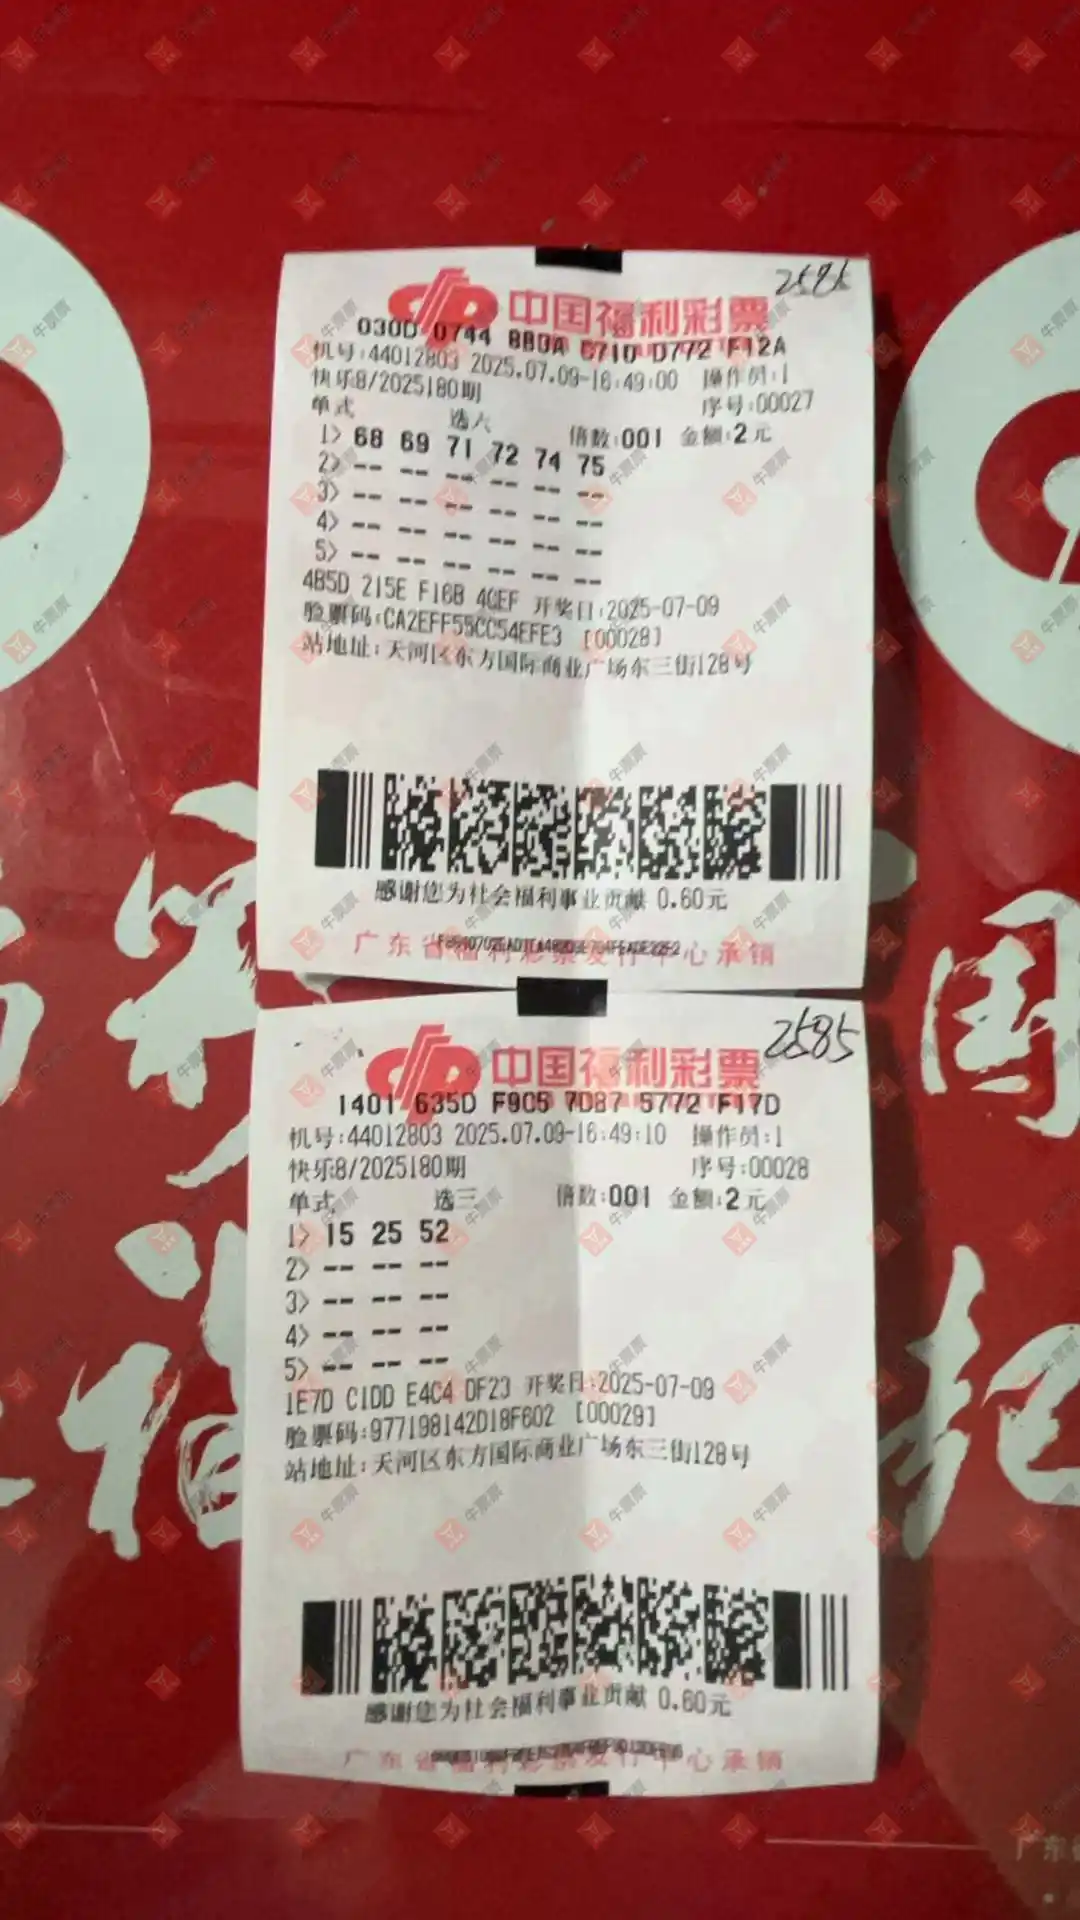 2585
中国福利彩票
030D 0744 8B0A C71D D772 F12A
机号:44012803 2025.07.09-16:49:00 操作员:1
快乐8/2025180期 序号:00027
单式 选六 倍数:001 金额:2元
1> 68 69 71 72 74 75
2> -- -- -- -- -- --
3> -- -- -- -- -- --
4> -- -- -- -- -- --
5> -- -- -- -- -- --
4B5D 215E F16B 4CEF 开奖日:2025-07-09
验票码:CA2EFF55CC54EFE3 [00028]
站地址:天河区东方国际商业广场东三街128号
感谢您为社会福利事业贡献 0.60元
广东省福利彩票发行中心承销
2585
中国福利彩票
1401 635D F9C5 7D87 5772 F17D
机号:44012803 2025.07.09-16:49:10 操作员:1
快乐8/2025180期 序号:00028
单式 选三 倍数:001 金额:2元
1> 15 25 52
2> -- -- --
3> -- -- --
4> -- -- --
5> -- -- --
1E7D C1DD E4C4 DF23 开奖日:2025-07-09
验票码:977198142D18F602 [00029]
站地址:天河区东方国际商业广场东三街128号
感谢您为社会福利事业贡献 0.60元
广东省福利彩票发行中心承销
国
起
广东省
牛票票